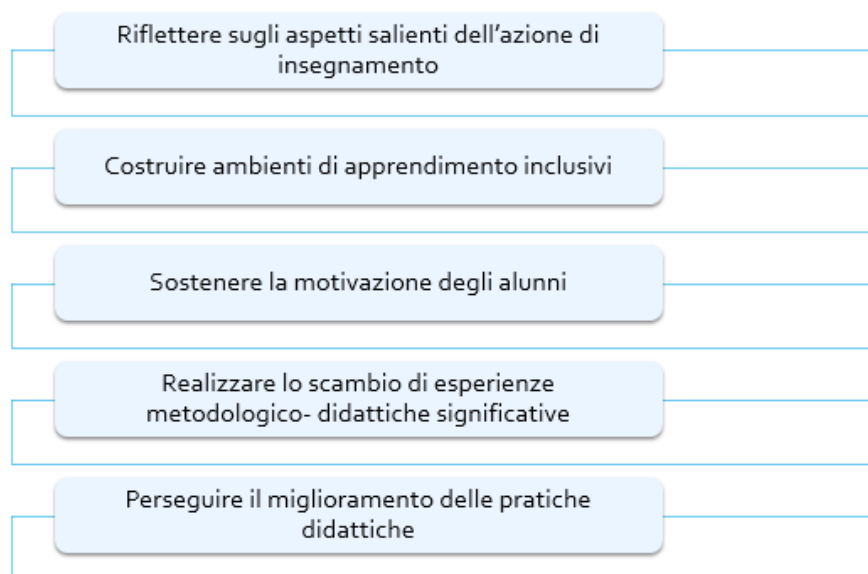 Riflettere sugli aspetti salienti dell’azione di
insegnamento
Costruire ambienti di apprendimento inclusivi
Sostenere la motivazione degli alunni
Realizzare lo scambio di esperienze
metodologico- didattiche significative
Perseguire il miglioramento delle pratiche
didattiche